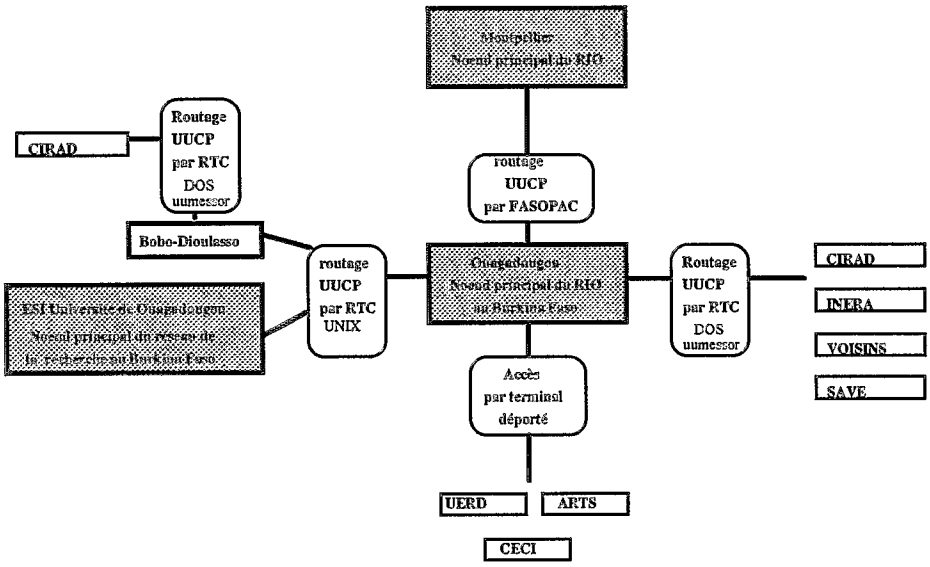 Montpellier
Noeud principal du RIO
Routage
UUCP
par RTC
DOS
uumessor
CIRAD
routage
UUCP
par FASOPAC
Bobo-Dioulasso
routage
UUCP
par RTC
UNIX
Ouagadougou
Noeud principal du RIO
au Burkina Faso
Routage
UUCP
par RTC
DOS
uumessor
CIRAD
INERA
VOISINS
SAVE
ESI Université de Ouagadougou
Noeud principal du réseau de
la recherche au Burkina Faso
Accès
par terminal
déporté
UERD
ARTS
CECI